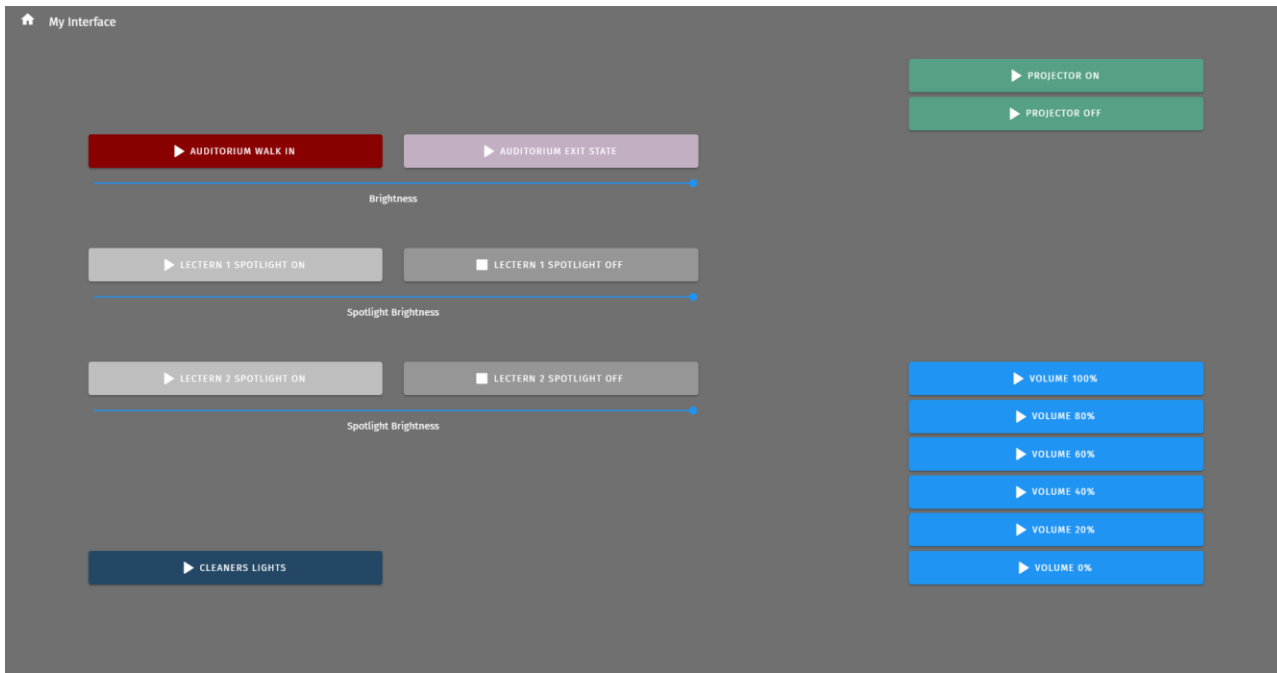 My Interface
PROJECTOR ON
PROJECTOR OFF
AUDITORIUM WALK IN
AUDITORIUM EXIT STATE
Brightness
LECTERN 1 SPOTLIGHT ON
LECTERN 1 SPOTLIGHT OFF
Spotlight Brightness
LECTERN 2 SPOTLIGHT ON
LECTERN 2 SPOTLIGHT OFF
Spotlight Brightness
CLEANERS LIGHTS
VOLUME 100%
VOLUME 80%
VOLUME 60%
VOLUME 40%
VOLUME 20%
VOLUME 0%